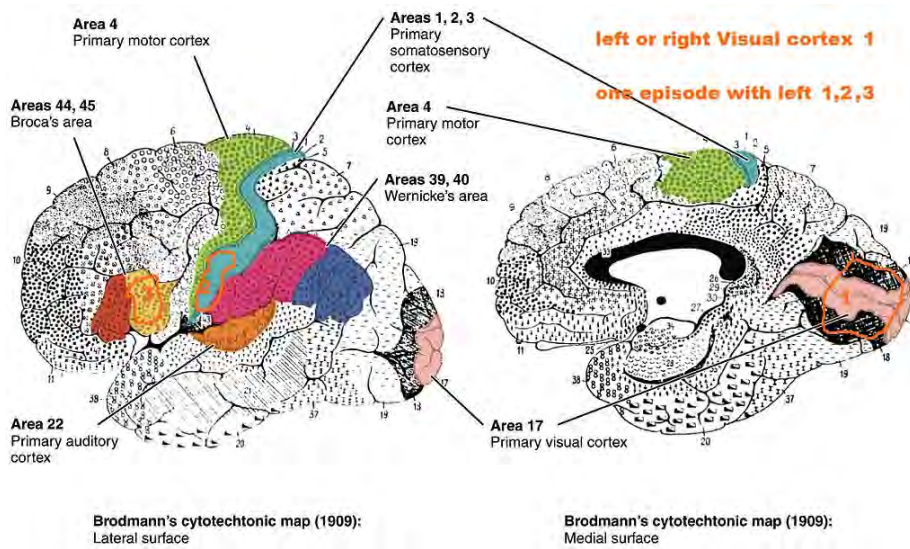 Area 4
Primary motor cortex
Areas 1, 2, 3
Primary
somatosensory
cortex
left or right Visual cortex 1
one episode with left 1,2,3
Areas 44, 45
Broca's area
Area 4
Primary motor
cortex
Areas 39, 40
Wernicke's area
Area 22
Primary auditory
cortex
Area 17
Primary visual cortex
Brodmann's cytotechtonic map (1909):
Lateral surface
Brodmann's cytotechtonic map (1909):
Medial surface